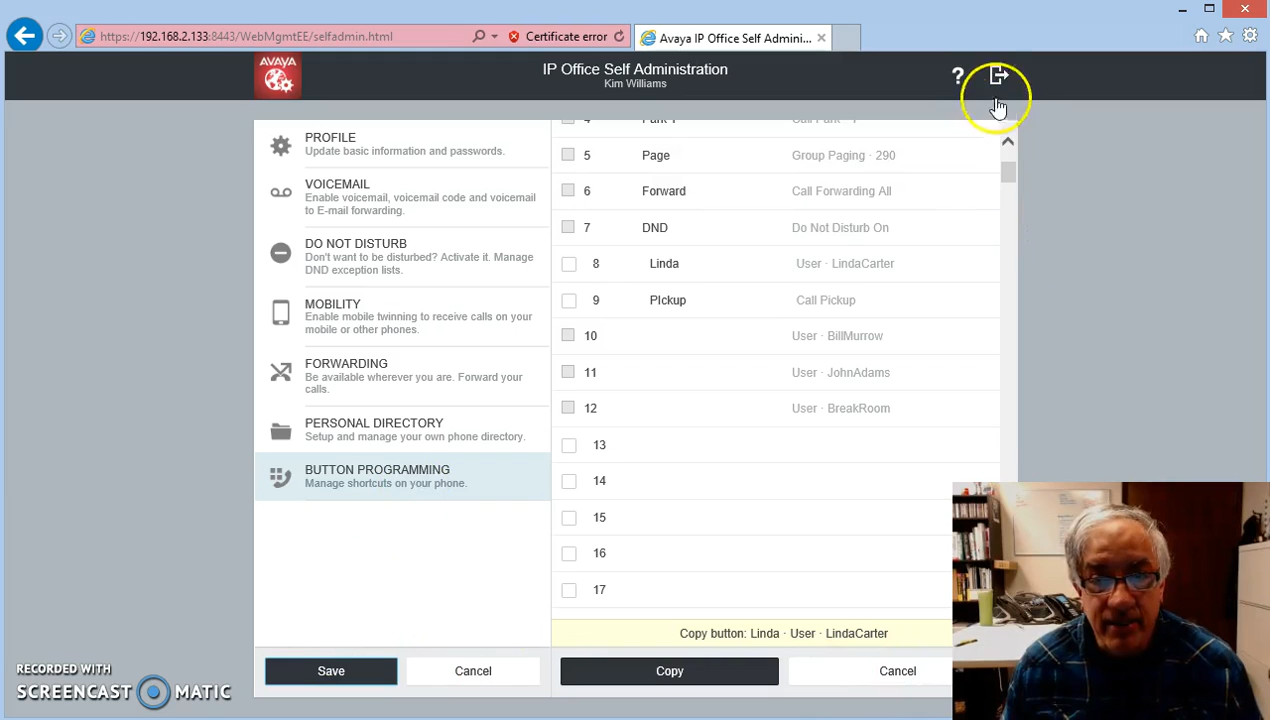 https://192.168.2.133:8443/WebMgmtEE/selfadmin.html
Certificate error
Avaya IP Office Self Admini...
AVAYA
IP Office Self Administration
Kim Williams
?
PROFILE
Update basic information and passwords.
VOICEMAIL
Enable voicemail, voicemail code and voicemail
to E-mail forwarding.
DO NOT DISTURB
Don't want to be disturbed? Activate it. Manage
DND exception lists.
MOBILITY
Enable mobile twinning to receive calls on your
mobile or other phones.
FORWARDING
Be available wherever you are. Forward your
calls.
PERSONAL DIRECTORY
Setup and manage your own phone directory.
BUTTON PROGRAMMING
Manage shortcuts on your phone.
Save Cancel
5 Page Group Paging · 290
6 Forward Call Forwarding All
7 DND Do Not Disturb On
8 Linda User · LindaCarter
9 PIckup Call Pickup
10 User · BillMurrow
11 User · JohnAdams
12 User · BreakRoom
13
14
15
16
17
Copy button: Linda · User · LindaCarter
Copy Cancel
RECORDED WITH
SCREENCAST MATIC